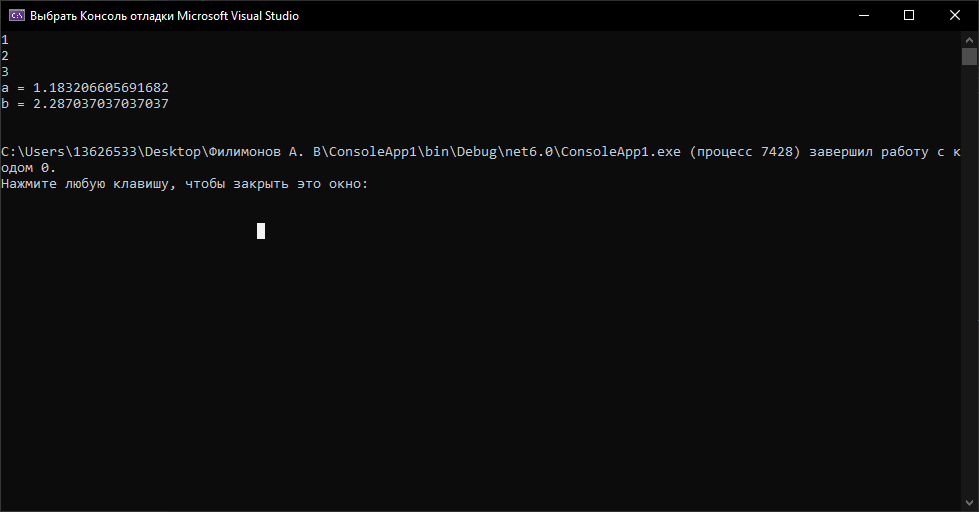 Выбрать Консоль отладки Microsoft Visual Studio
1
2
3
a = 1.183206605691682
b = 2.287037037037037
C:\Users\13626533\Desktop\Филимонов А. В\ConsoleApp1\bin\Debug\net6.0\ConsoleApp1.exe (процесс 7428) завершил работу с к
одом 0.
Нажмите любую клавишу, чтобы закрыть это окно: